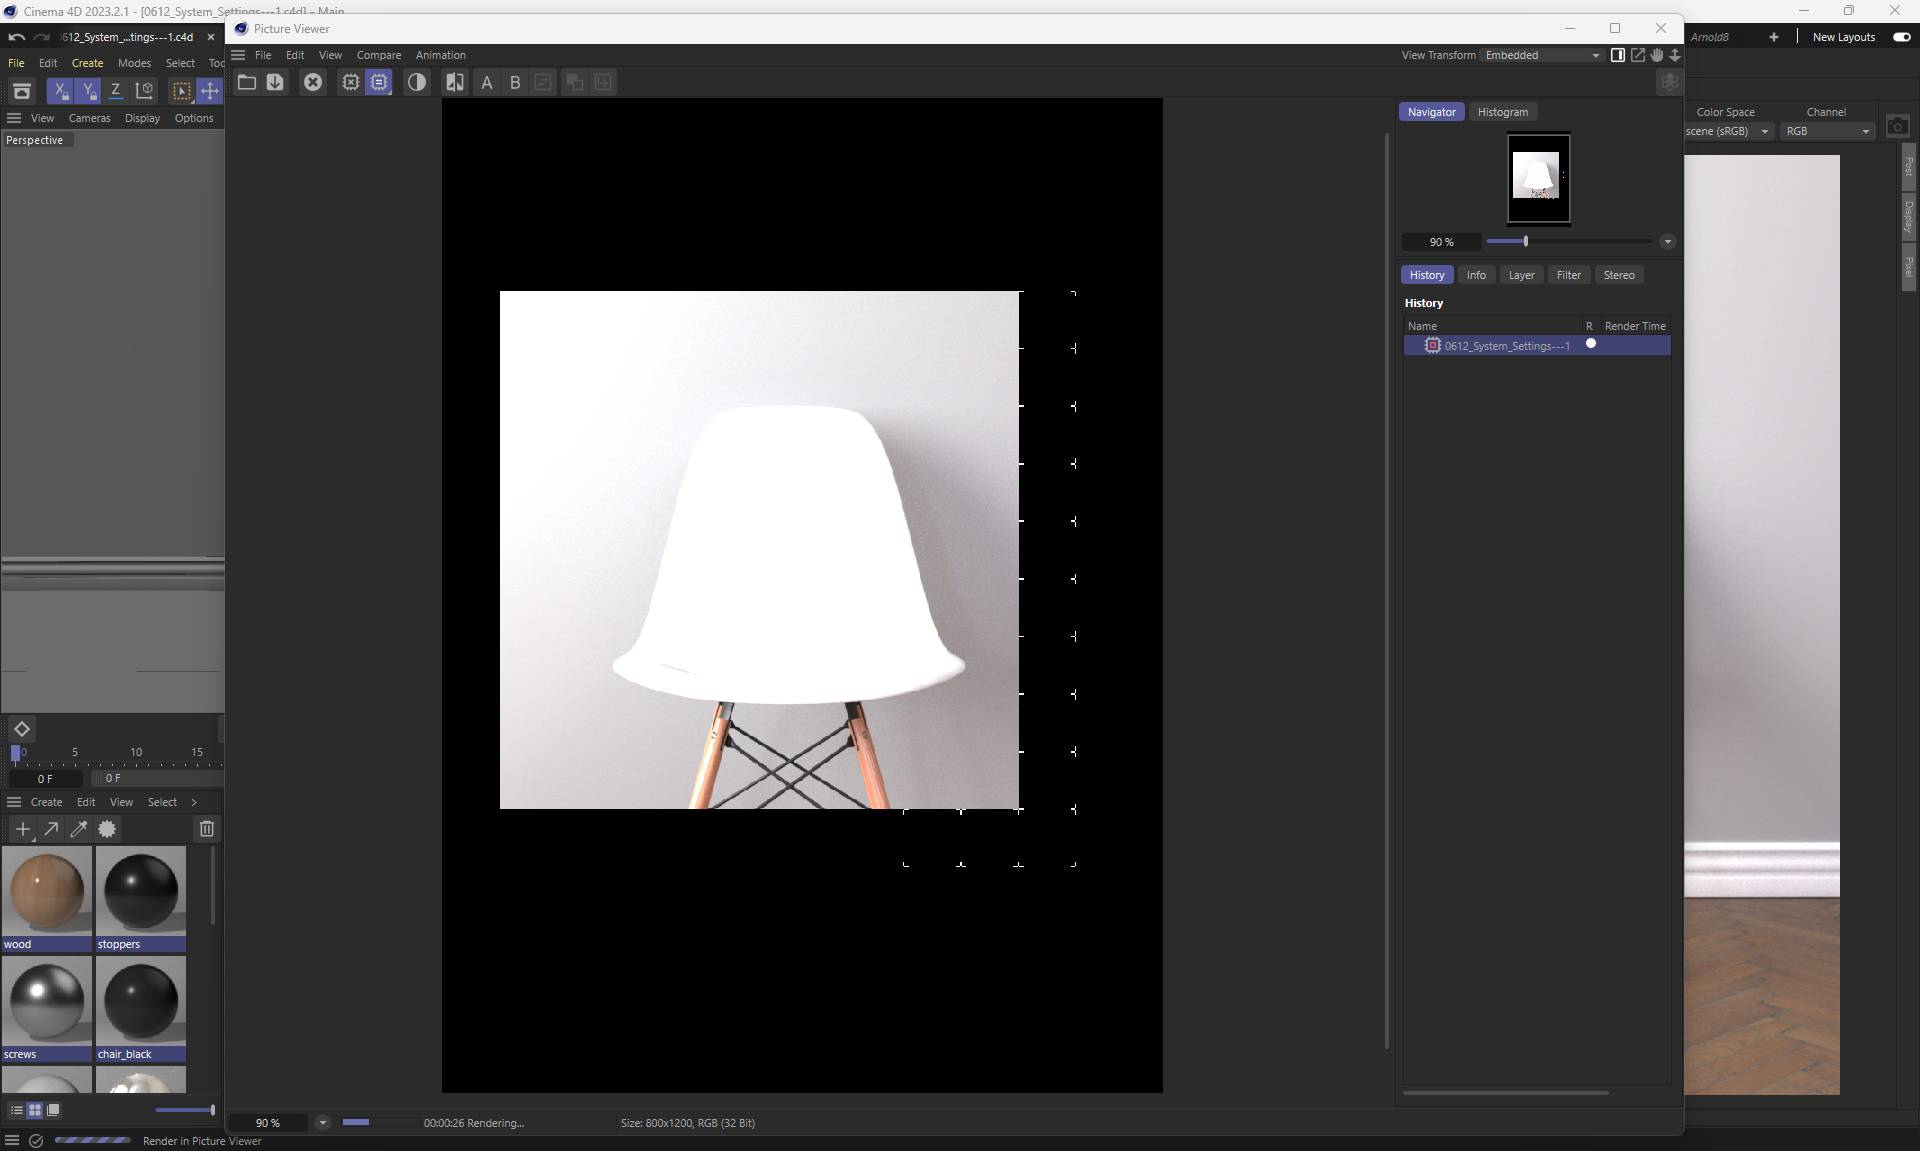 Cinema 4D 2023.2.1 - [0612_System_Settings---1.c4d] - Main
Picture Viewer
File Edit View Compare Animation
View Transform Embedded
A B
612_System_...tings---1.c4d
File Edit Create Modes Select Too
X Y Z
View Cameras Display Options
Perspective
Arnold8
New Layouts
Color Space Channel
scene (sRGB) RGB
Post
Display
Pixel
Navigator Histogram
90 %
History Info Layer Filter Stereo
History
Name R Render Time
0612_System_Settings---1
0 5 10 15
0 F 0 F
Create Edit View Select
wood stoppers
screws chair_black
90 % 00:00:26 Rendering... Size: 800x1200, RGB (32 Bit)
Render in Picture Viewer